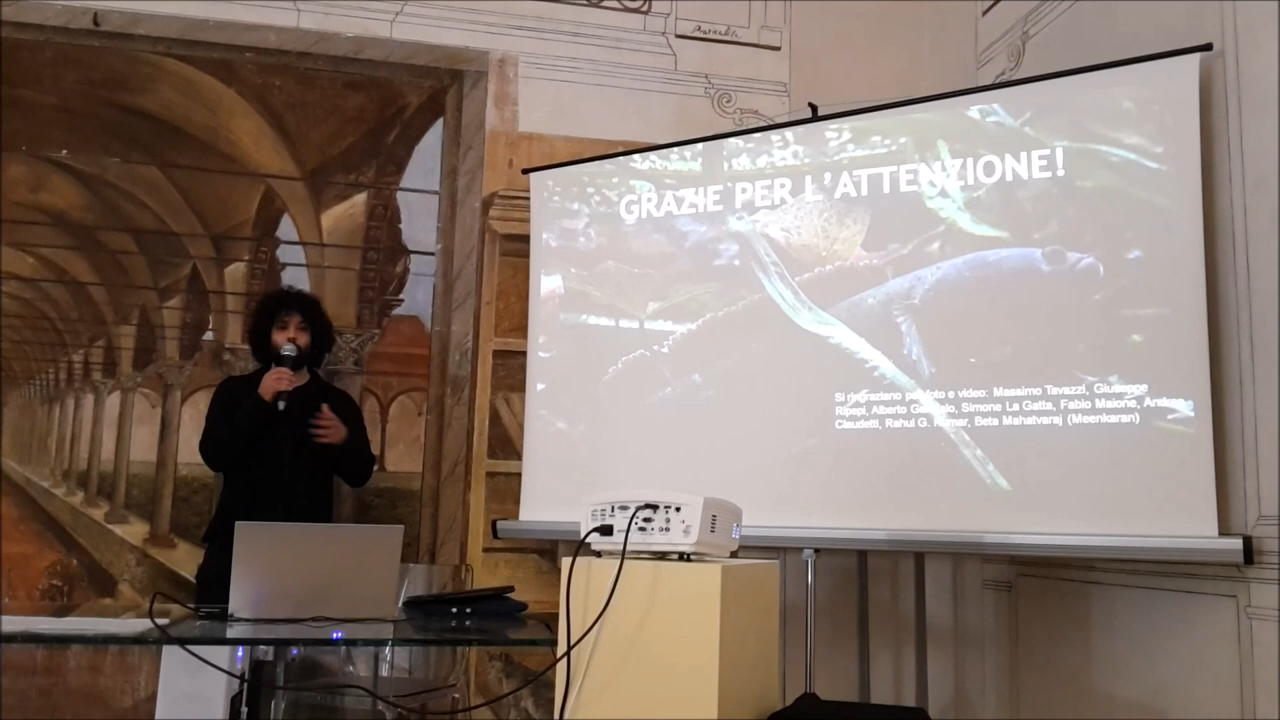 GRAZIE PER L'ATTENZIONE!
Si ringraziano per foto e video: Massimo Tavazzi, Giuseppe
Ripepi, Alberto Simone La Gatta, Fabio Maione, Andrea
Claudetti, Rahul G. Kumar, Beta Mahatvaraj (Meenkaran)